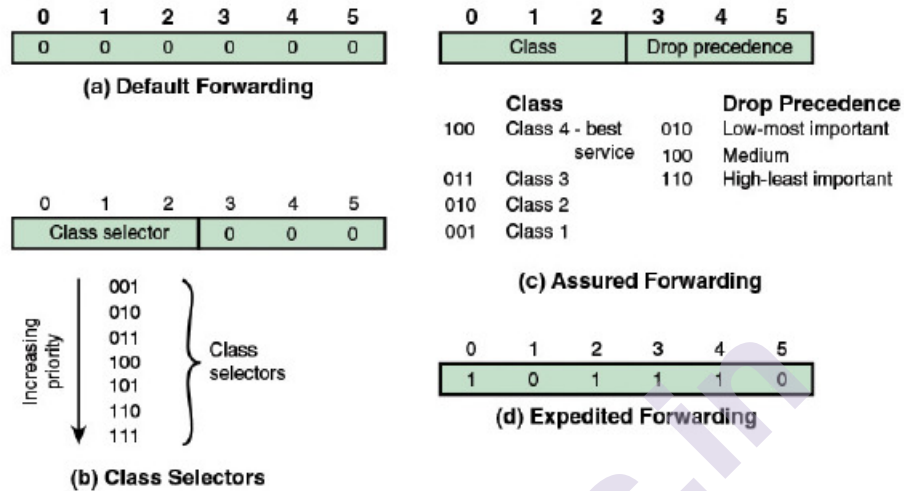 0 1 2 3 4 5
0 0 0 0 0 0
(a) Default Forwarding
0 1 2 3 4 5
Class selector 0 0 0
Increasing priority
001
010
011
100
101
110
111
Class
selectors
(b) Class Selectors
0 1 2 3 4 5
Class Drop precedence
Class Drop Precedence
100 Class 4 - best 010 Low-most important
service 100 Medium
011 Class 3 110 High-least important
010 Class 2
001 Class 1
(c) Assured Forwarding
0 1 2 3 4 5
1 0 1 1 1 0
(d) Expedited Forwarding
.in